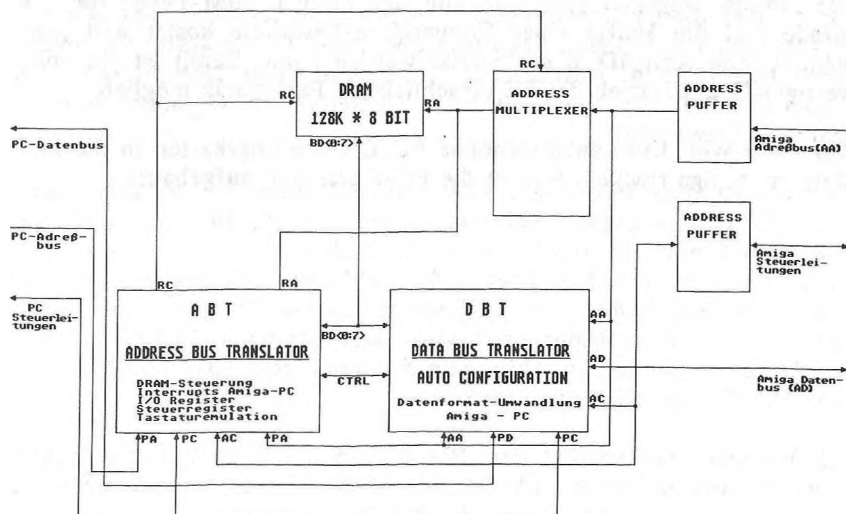 RC
DRAM
128K * 8 BIT
RC
RA
BD<0:7>
ADDRESS
MULTIPLEXER
ADDRESS
PUFFER
Amiga
Adreßbus(AA)
PC-Datenbus
PC-Adreß-
bus
ADDRESS
PUFFER
Amiga
Steuerlei-
tungen
PC
Steuerlei-
tungen
RC
RA
A B T
ADDRESS BUS TRANSLATOR
DRAM-Steuerung
Interrupts Amiga-PC
I/O Register
Steuerregister
Tastaturemulation
BD<0:7>
CTRL
D B T
DATA BUS TRANSLATOR
AUTO CONFIGURATION
Datenformat-Umwandlung
Amiga - PC
AA
AD
AC
Amiga Daten-
bus (AD)
PA
PC
AC
PA
AA
PD
PC